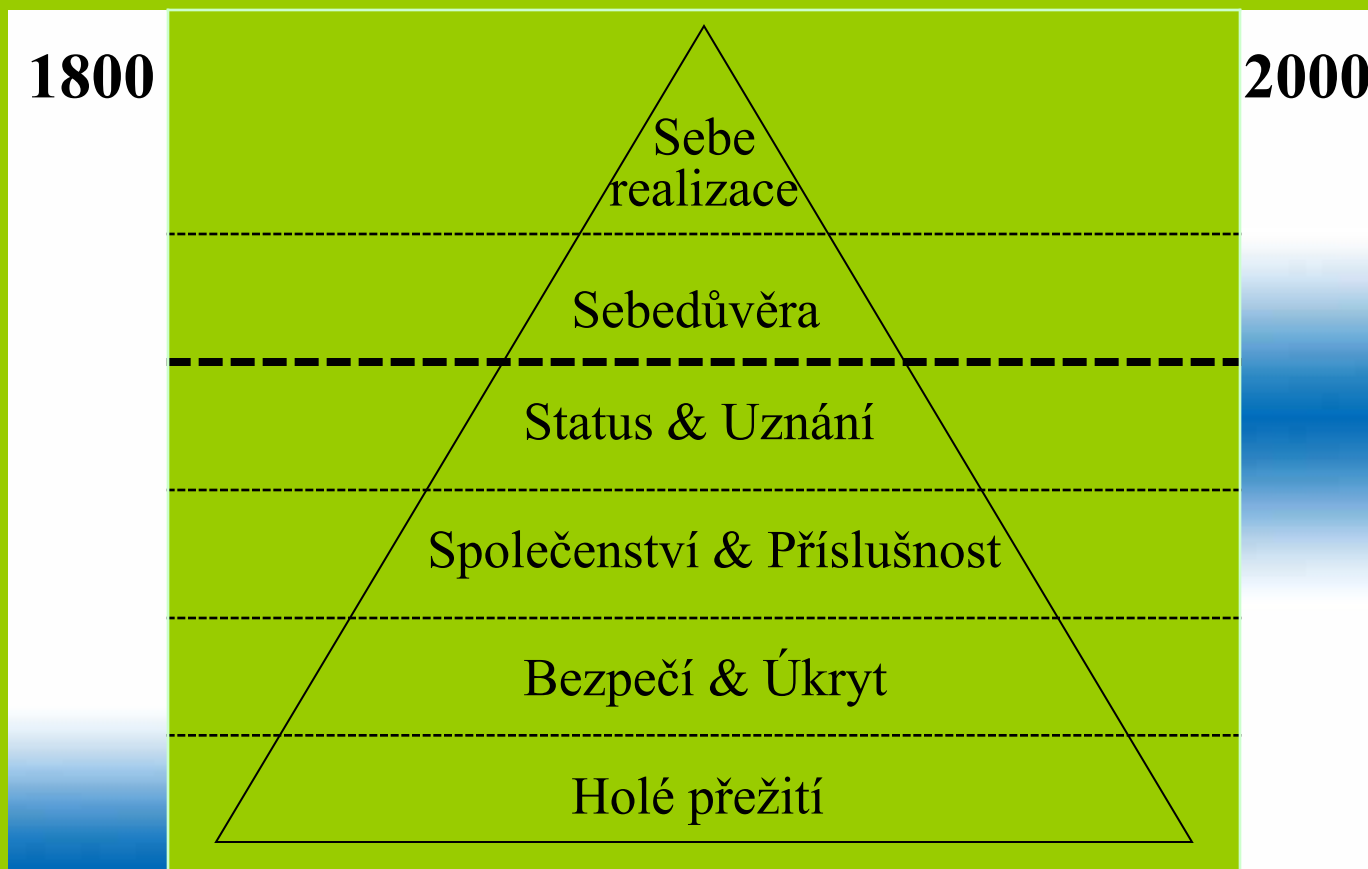 1800
2000
Sebe
realizace
Sebedůvěra
Status & Uznání
Společenství & Příslušnost
Bezpečí & Úkryt
Holé přežití